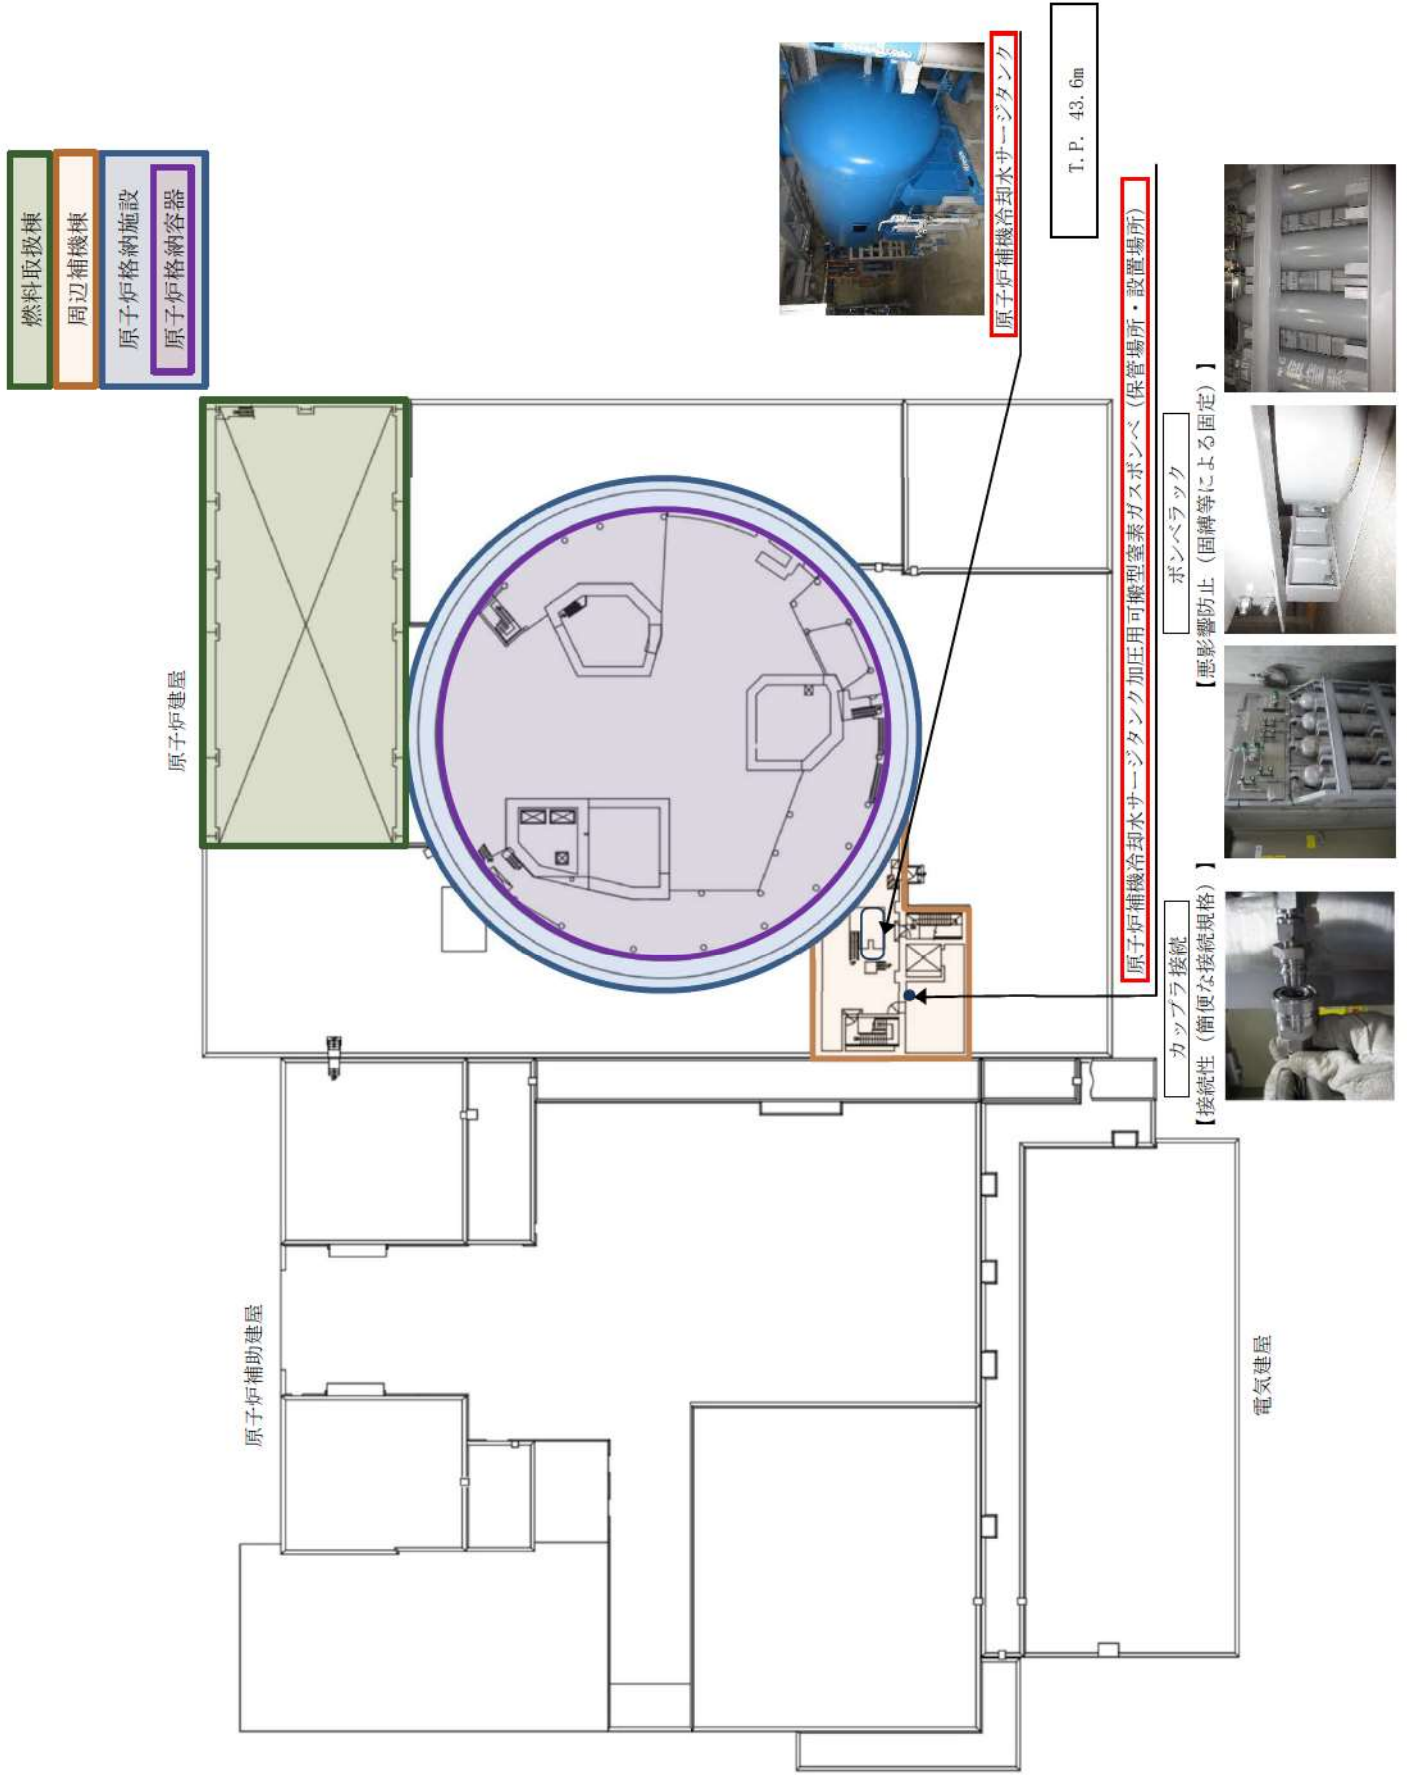 燃料取扱棟
周辺補機棟
原子炉格納施設
原子炉格納容器
原子炉建屋
原子炉補助建屋
電気建屋
原子炉補機冷却水サージタンク
T.P. 43.6m
原子炉補機冷却水サージタンク加圧用可搬型窒素ガスボンベ（保管場所・設置場所）
カップラ接続
【接続性（簡便な接続規格）】
ボンベラック
【悪影響防止（固縛等による固定）】